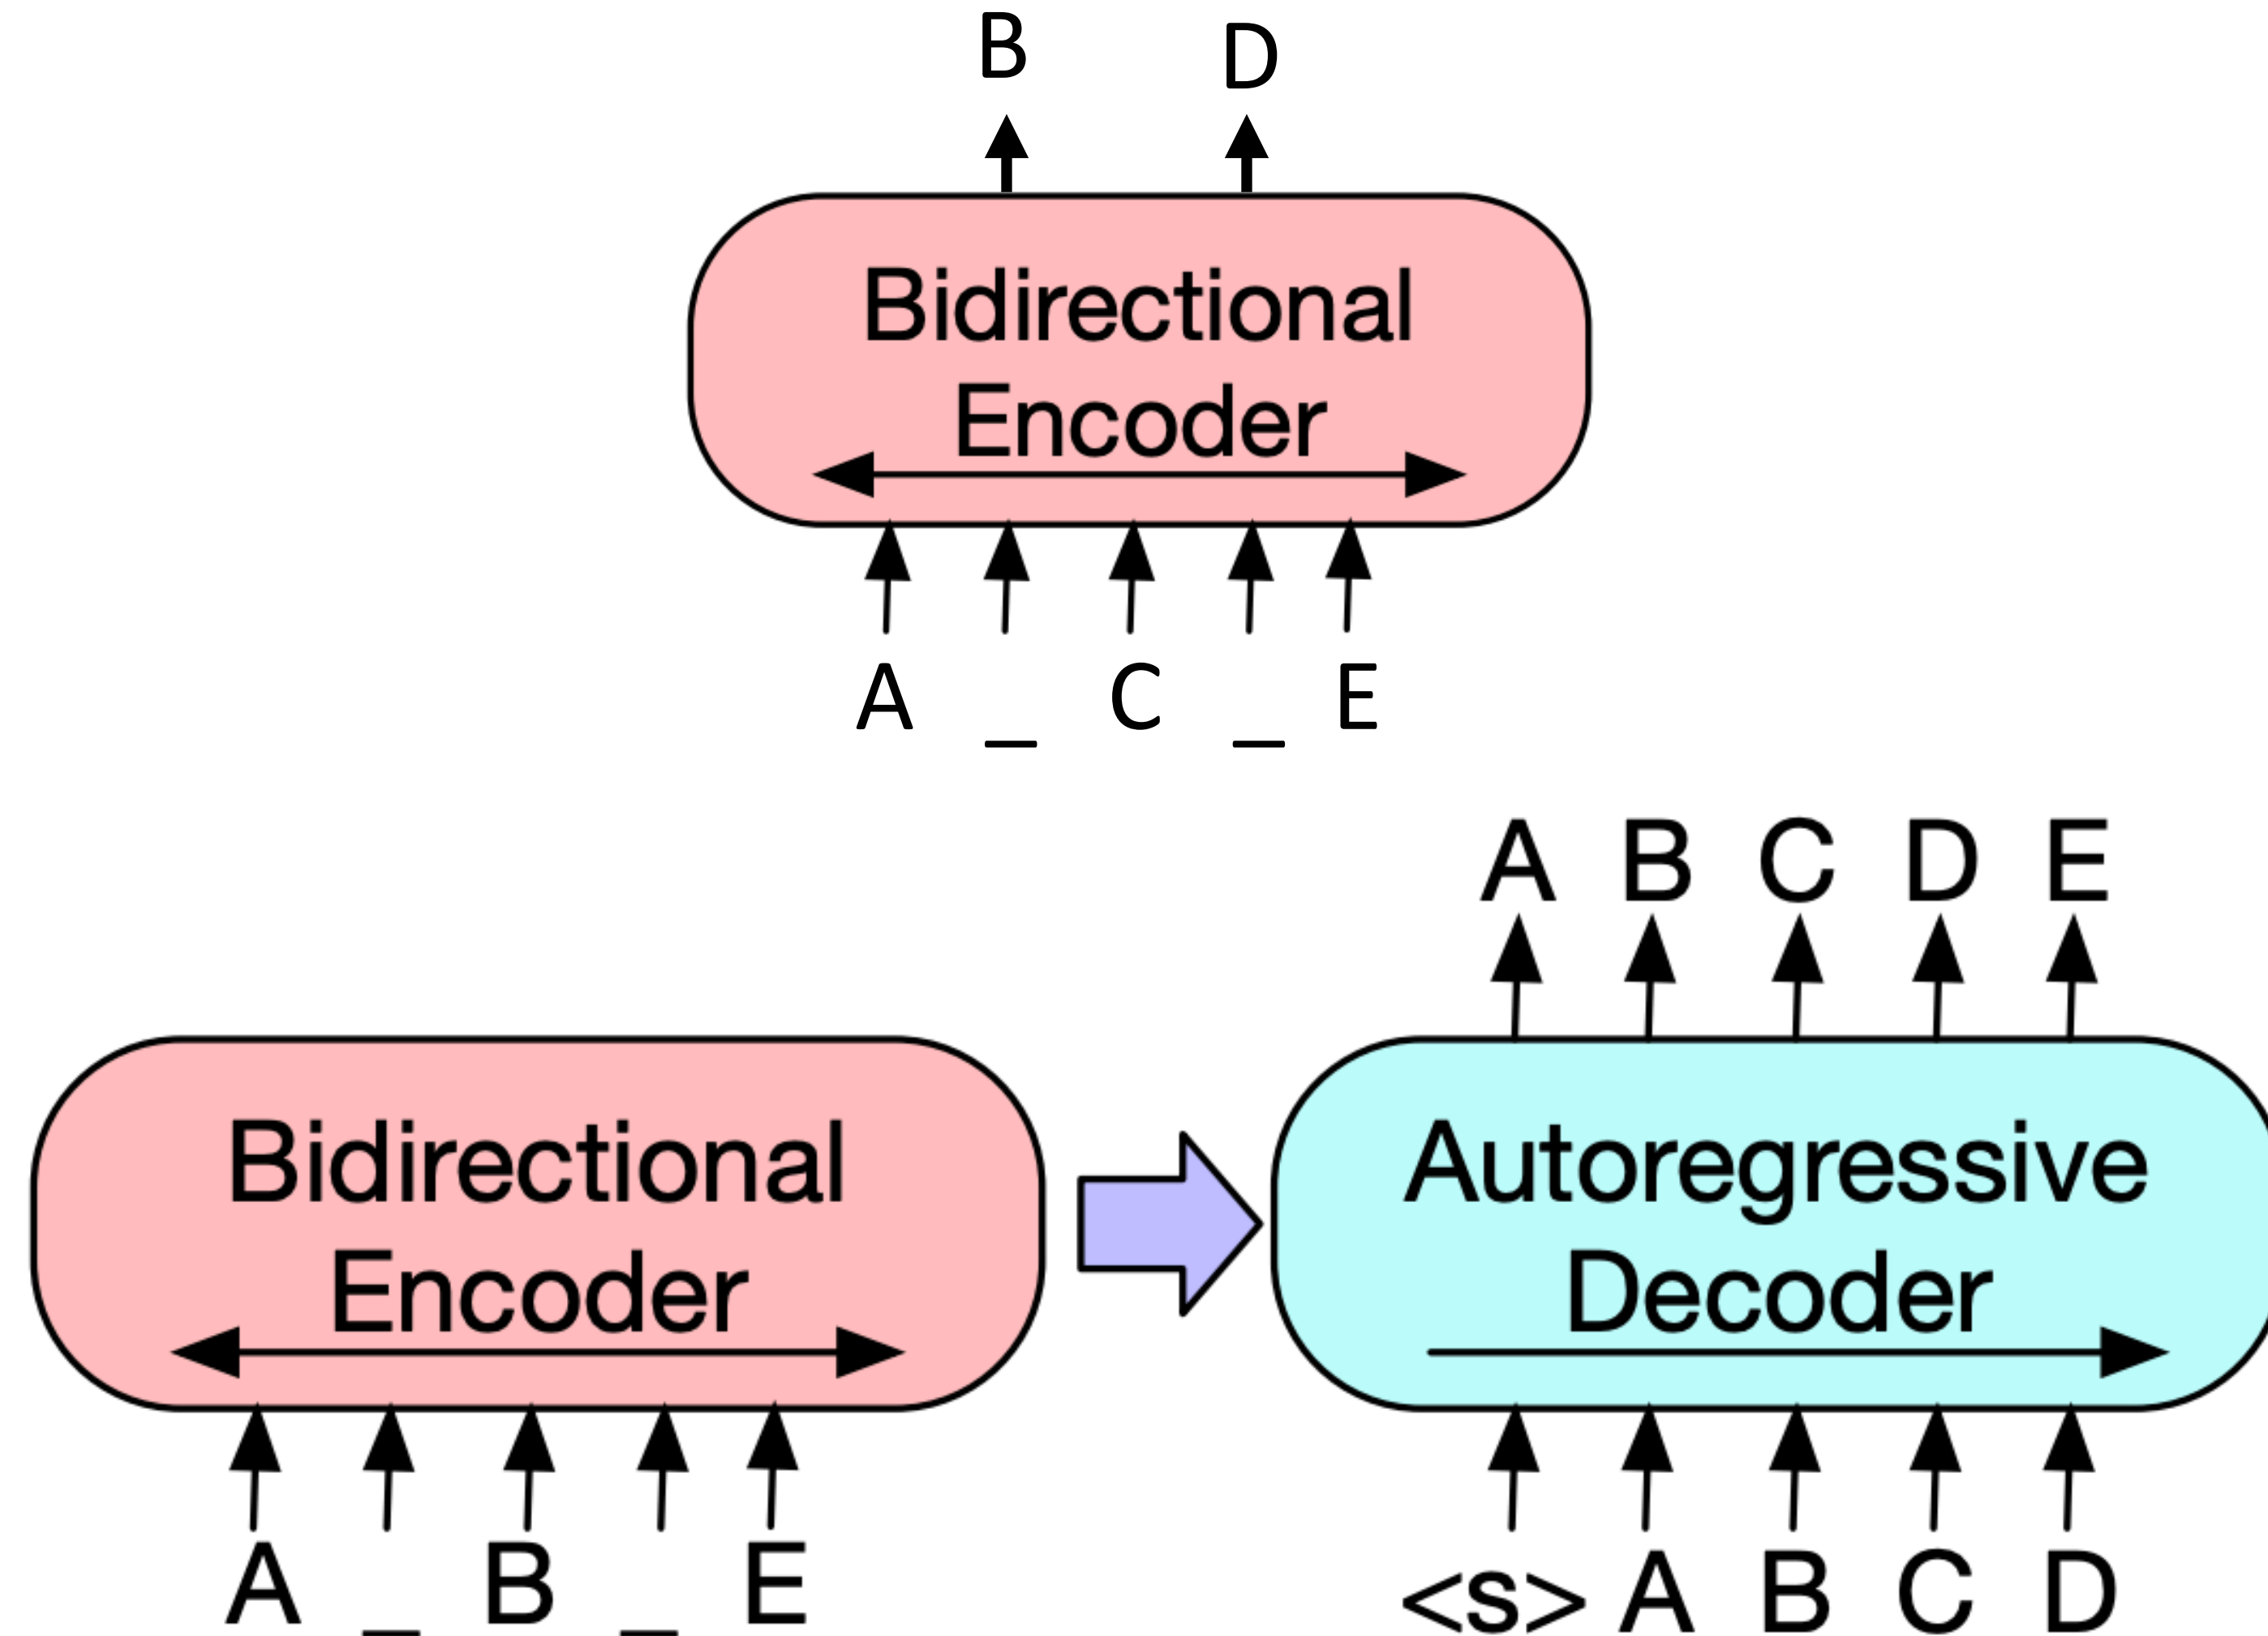 B D
Bidirectional
Encoder
A _ C _ E
A B C D E
Bidirectional
Encoder
A _ B _ E
Autoregressive
Decoder
<s> A B C D